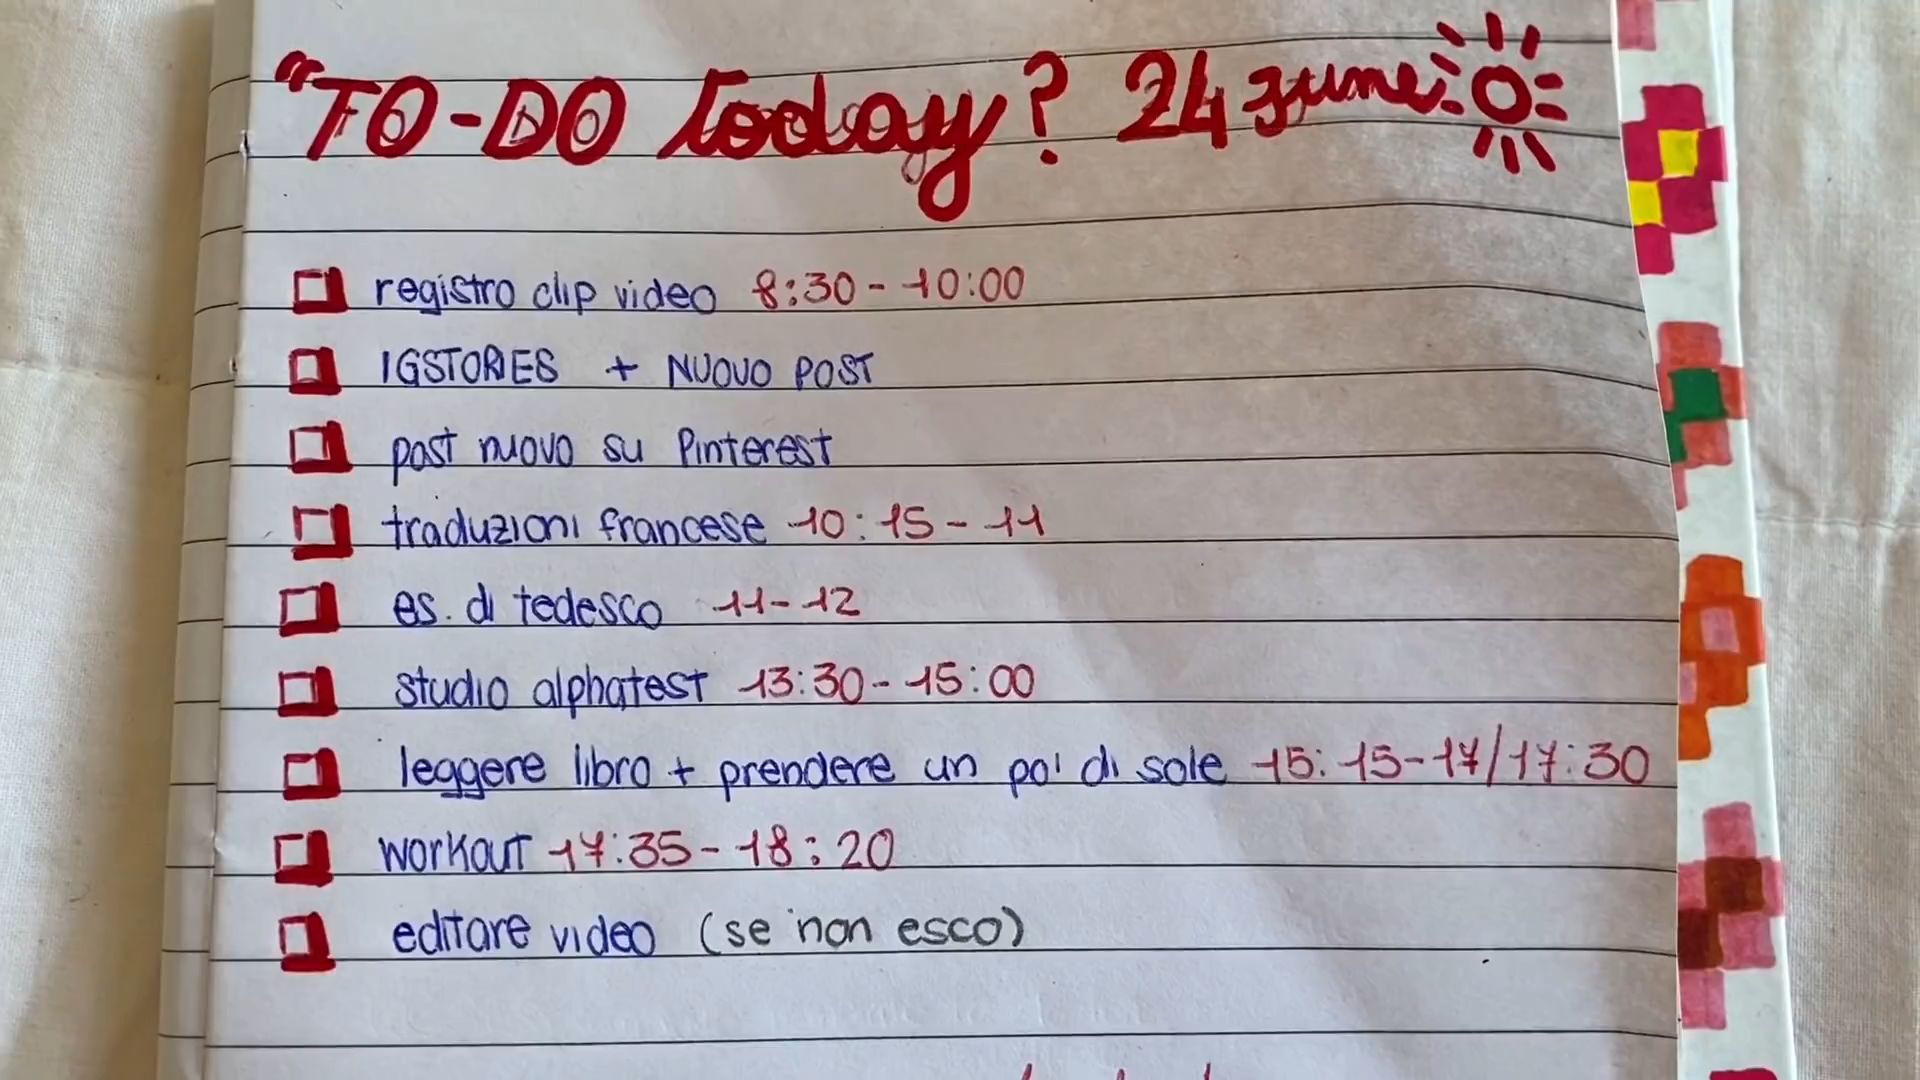 "TO-DO today? 24 june
registro clip video 8:30-10:00
IGSTORIES + NUOVO POST
post nuovo su Pinterest
traduzioni francese 10:15-11
es. di tedesco 11-12
studio alphatest 13:30-15:00
leggere libro + prendere un po' di sole 15:15-17/17:30
workout 17:35-18:20
editare video (se non esco)